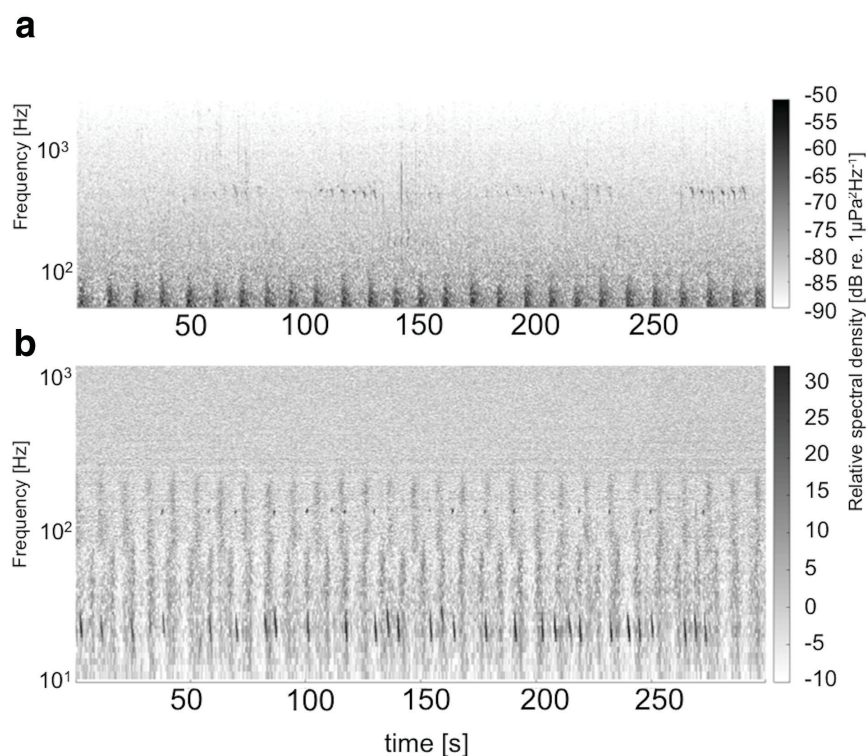 a
Frequency [Hz]
10³
10²
50 100 150 200 250
-50
-55
-60
-65
-70
-75
-80
-85
-90
b
Frequency [Hz]
10³
10²
10¹
50 100 150 200 250
time [s]
30
25
20
15
10
5
0
-5
-10
Relative spectral density [dB re. 1µPa²Hz⁻¹]